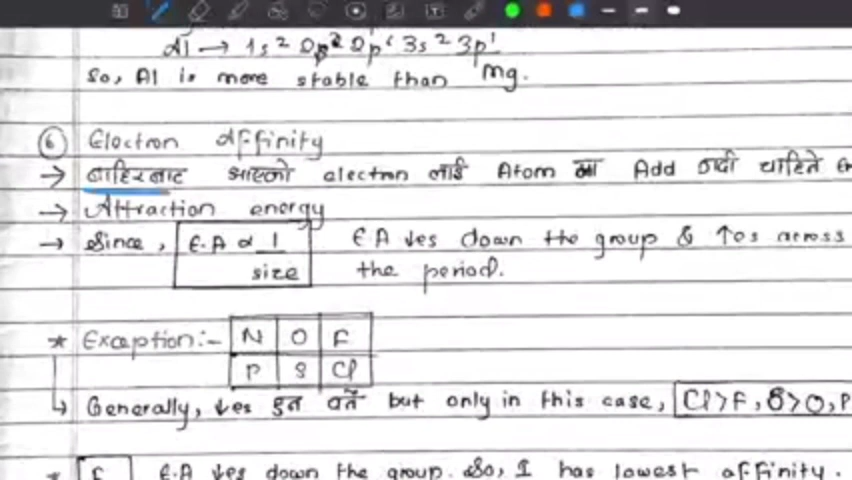 Al → 1s² 2s² 2p⁶ 3s² 3p¹
So, Al is more stable than Mg.
⑥ Electron Affinity
→ बाहिरबाट आएको electron लाई Atom मा Add गर्दा चाहिने
→ Attraction energy
→ Since, E.A ∝ 1/size E.A ↓es down the group & ↑es across
the period.
* Exception:- N O F
P S Cl
↳ Generally, ↓es हुनु पर्ने but only in this case, Cl>F, S>O, P
* F E.A ↓es down the group. So, I has lowest affinity.